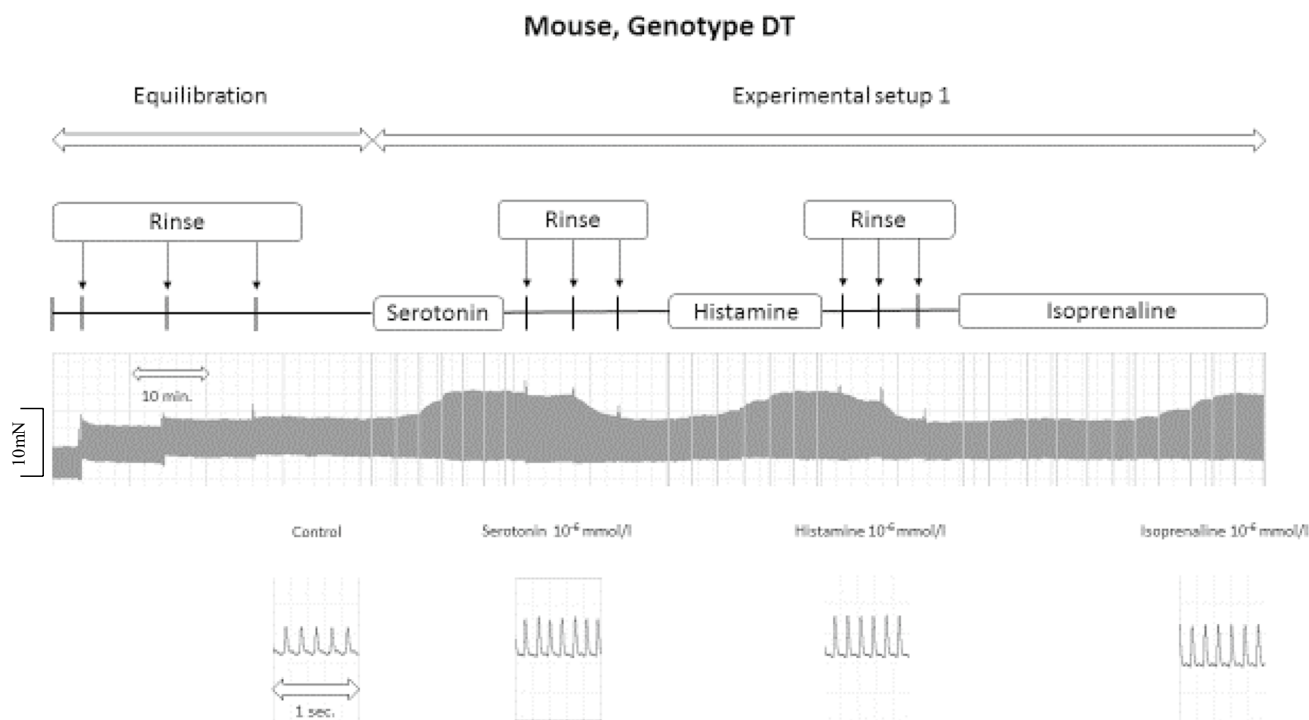 Mouse, Genotype DT
Equilibration
Experimental setup 1
Rinse
Rinse
Rinse
Serotonin
Histamine
Isoprenaline
10 min.
10mN
Control
Serotonin 10⁻⁶ mmol/l
Histamine 10⁻⁶ mmol/l
Isoprenaline 10⁻⁶ mmol/l
1 sec.